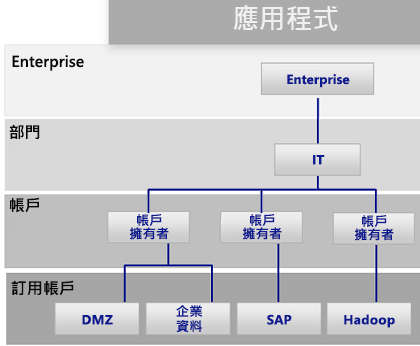 應用程式
Enterprise
Enterprise
部門
IT
帳戶
帳戶
擁有者
帳戶
擁有者
帳戶
擁有者
訂用帳戶
DMZ
企業
資料
SAP
Hadoop